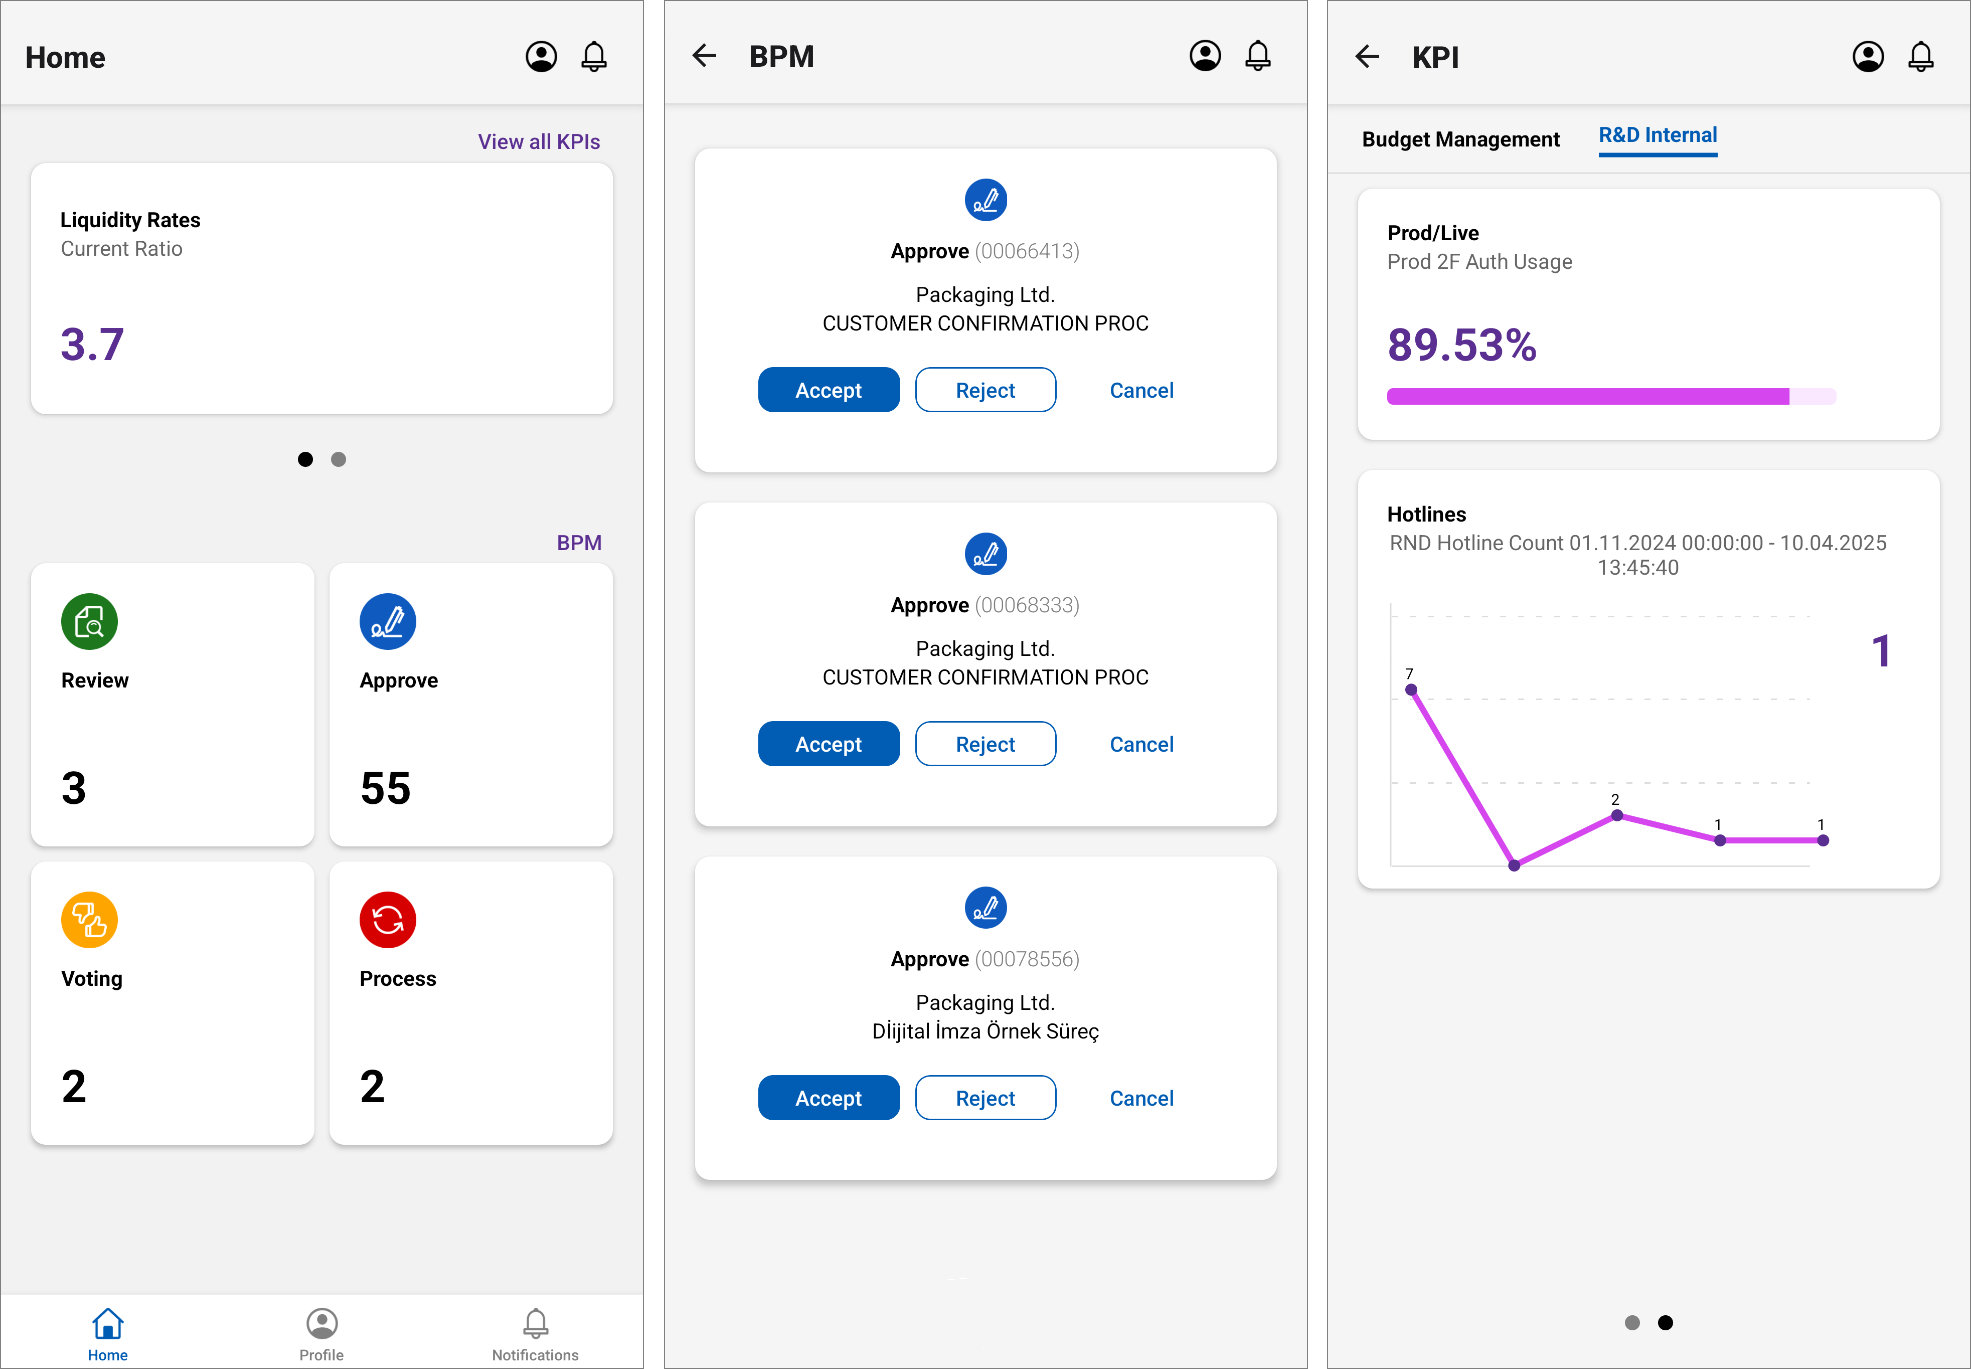 Home
View all KPIs
Liquidity Rates
Current Ratio
3.7
BPM
Review
3
Approve
55
Voting
2
Process
2
Home
Profile
Notifications
BPM
Approve (00066413)
Packaging Ltd.
CUSTOMER CONFIRMATION PROC
Accept
Reject
Cancel
Approve (00068333)
Packaging Ltd.
CUSTOMER CONFIRMATION PROC
Accept
Reject
Cancel
Approve (00078556)
Packaging Ltd.
Dİijital İmza Örnek Süreç
Accept
Reject
Cancel
KPI
Budget Management
R&D Internal
Prod/Live
Prod 2F Auth Usage
89.53%
Hotlines
RND Hotline Count 01.11.2024 00:00:00 - 10.04.2025
13:45:40
1
7
2
1
1